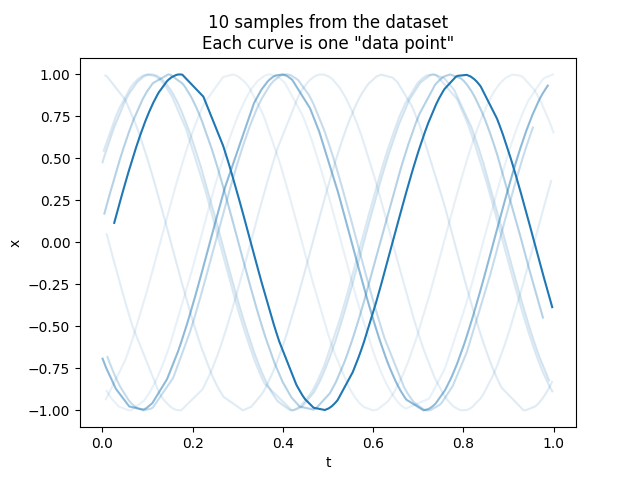 10 samples from the dataset
Each curve is one "data point"
1.00
0.75
0.50
0.25
0.00
−0.25
−0.50
−0.75
−1.00
x
0.0 0.2 0.4 0.6 0.8 1.0
t